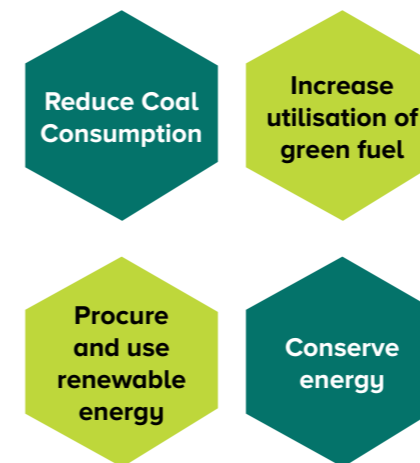 Reduce Coal
Consumption
Increase
utilisation of
green fuel
Procure
and use
renewable
energy
Conserve
energy